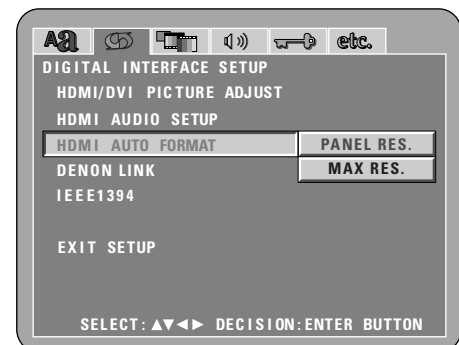 Aa etc.
DIGITAL INTERFACE SETUP
HDMI/DVI PICTURE ADJUST
HDMI AUDIO SETUP
HDMI AUTO FORMAT PANEL RES.
DENON LINK MAX RES.
IEEE1394
EXIT SETUP
SELECT:▲▼◄► DECISION:ENTER BUTTON